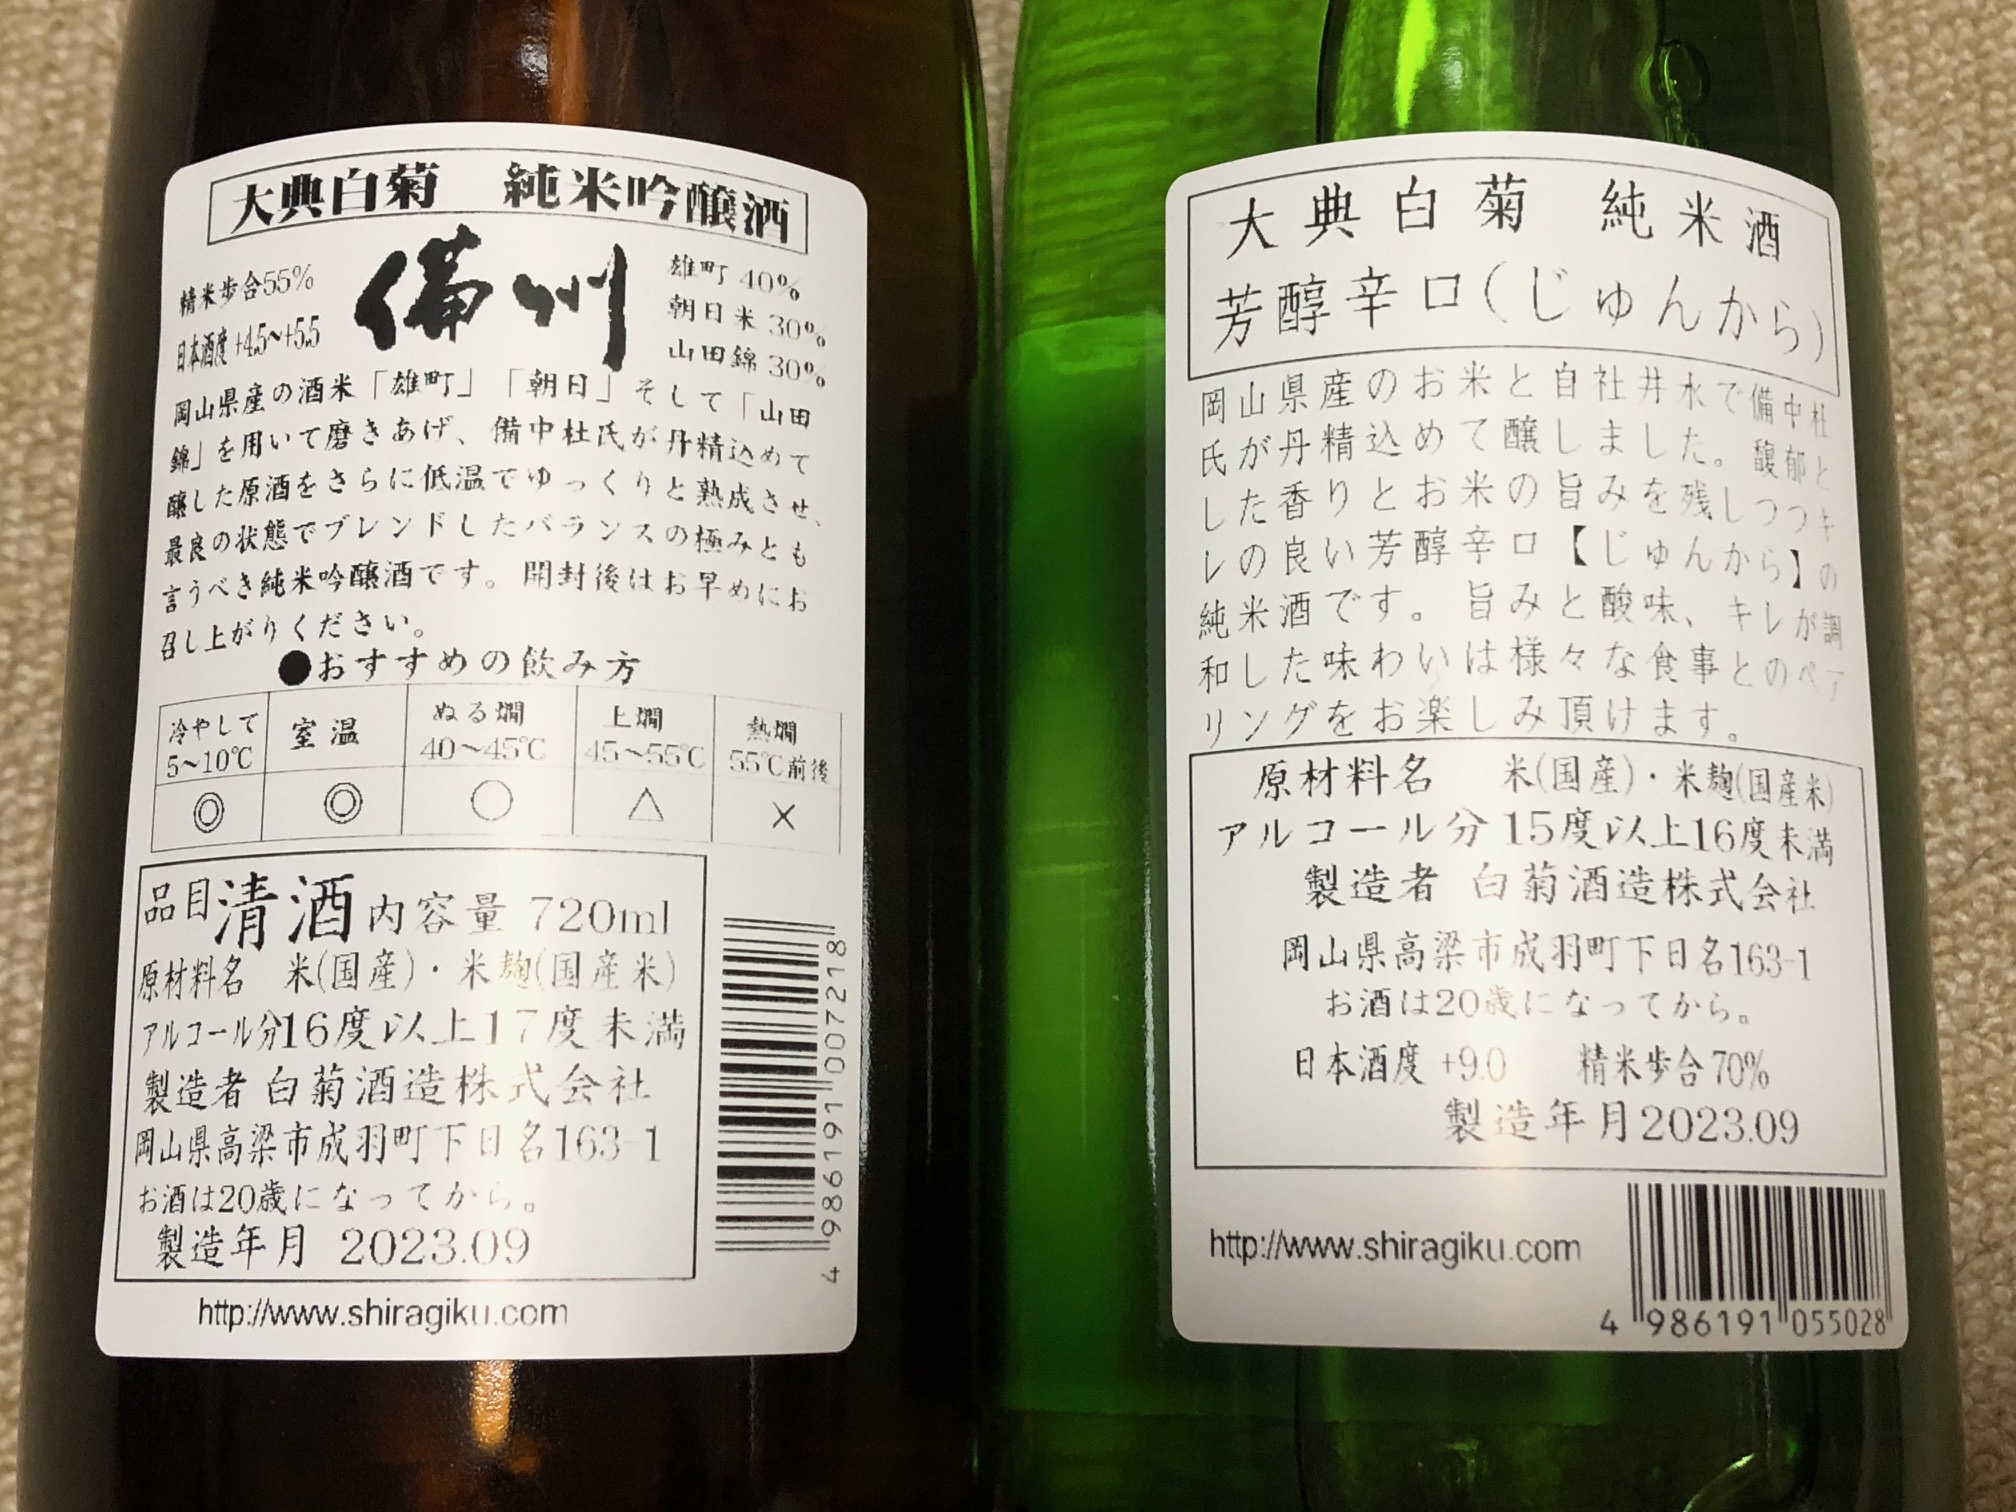 大典白菊 純米吟醸酒
精米歩合55%
日本酒度+4.5〜+5.5
備州
雄町 40%
朝日米 30%
山田錦 30%
岡山県産の酒米「雄町」「朝日」そして「山田
錦」を用いて磨きあげ、備中杜氏が丹精込めて
醸した原酒をさらに低温でゆっくりと熟成させ、
最良の状態でブレンドしたバランスの極みとも
言うべき純米吟醸酒です。開封後はお早めにお
召し上がりください。
●おすすめの飲み方
冷やして 室温 ぬる燗 上燗 熱燗
5〜10℃ 40〜45℃ 45〜55℃ 55℃前後
◎ ◎ ○ △ ×
品目 清酒 内容量 720ml
原材料名 米(国産)・米麹(国産米)
アルコール分16度以上17度未満
製造者 白菊酒造株式会社
岡山県高梁市成羽町下日名163-1
お酒は20歳になってから。
製造年月 2023.09
http://www.shiragiku.com
4 986191 007218
大典白菊 純米酒
芳醇辛口(じゅんから)
岡山県産のお米と自社井水で備中杜
氏が丹精込めて醸しました。馥郁と
した香りとお米の旨みを残しつつキ
レの良い芳醇辛口【じゅんから】の
純米酒です。旨みと酸味、キレが調
和した味わいは様々な食事とのペア
リングをお楽しみ頂けます。
原材料名 米(国産)・米麹(国産米)
アルコール分 15度以上16度未満
製造者 白菊酒造株式会社
岡山県高梁市成羽町下日名163-1
お酒は20歳になってから。
日本酒度 +9.0 精米歩合70%
製造年月2023.09
http://www.shiragiku.com
4 986191 055028